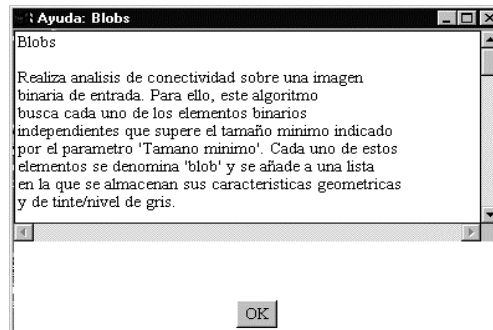 Ayuda: Blobs
Blobs
Realiza analisis de conectividad sobre una imagen
binaria de entrada. Para ello, este algoritmo
busca cada uno de los elementos binarios
independientes que supere el tamaño minimo indicado
por el parametro 'Tamano minimo'. Cada uno de estos
elementos se denomina 'blob' y se añade a una lista
en la que se almacenan sus caracteristicas geometricas
y de tinte/nivel de gris.
OK